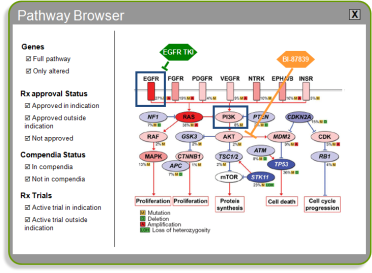 Pathway Browser
X
EGFR TKI
BI-87835
Genes
Full pathway
Only altered
Rx approval Status
Approved in indication
Approved outside
indication
Not approved
Compendia Status
In compendia
Not in compendia
Rx Trials
Active trial in indication
Active trial outside
indication
EGFR FGFR PDGFR VEGFR NTRK EPHA/B INSR
NF1 RAS PI3K PTEN CDKN2A
RAF GSK3 AKT MDM2 CDK
MAPK CTNNB1 TSC1/2 ATM RB1
APC TP53
mTOR STK11
Proliferation Proliferation Protein Cell death Cell cycle
synthesis progression
Mutation
Deletion
Amplification
Loss of heterozygosity